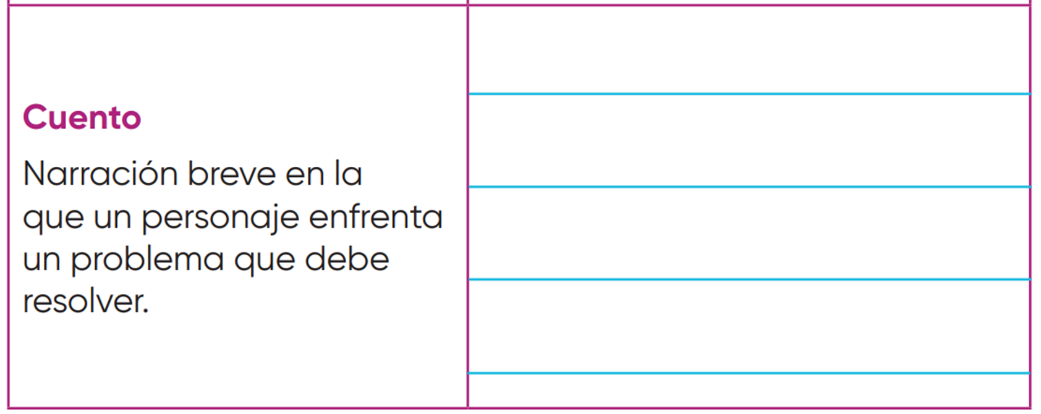 Cuento
Narración breve en la
que un personaje enfrenta
un problema que debe
resolver.